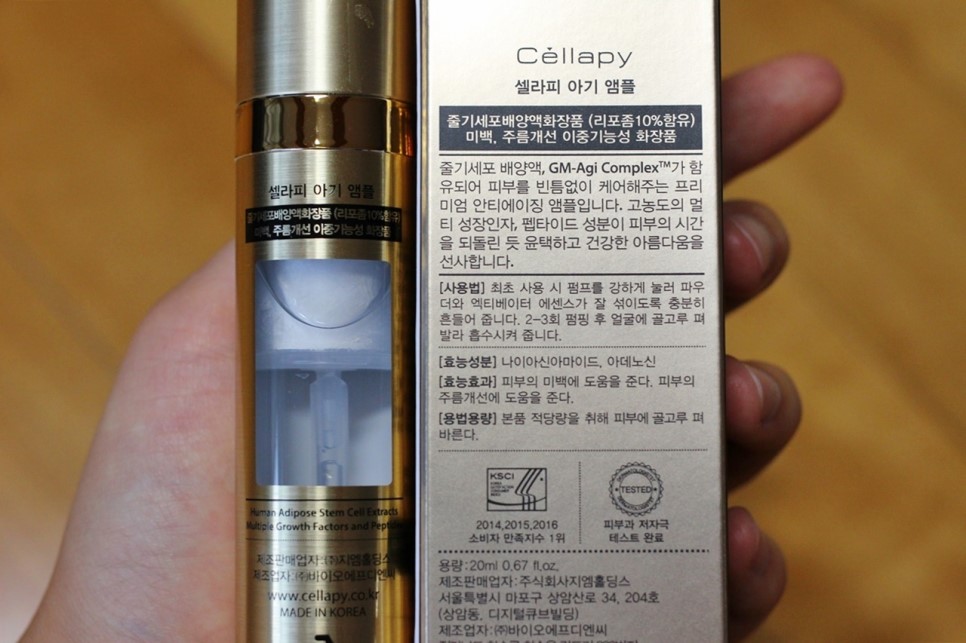 셀라피 아기 앰플
줄기세포배양액화장품 (리포좀10%함유)
미백, 주름개선 이중기능성 화장품
Human Adipose Stem Cell Extracts
Multiple Growth Factors and
제조판매업자:㈜지엠홀딩스
제조업자:㈜바이오에프디엔씨
www.cellapy.co.kr
MADE IN KOREA
Cellapy
셀라피 아기 앰플
줄기세포배양액화장품 (리포좀10%함유)
미백, 주름개선 이중기능성 화장품
줄기세포 배양액, GM-Agi Complex™가 함
유되어 피부를 빈틈없이 케어해주는 프리
미엄 안티에이징 앰플입니다. 고농도의 멀
티 성장인자, 펩타이드 성분이 피부의 시간
을 되돌린 듯 윤택하고 건강한 아름다움을
선사합니다.
[사용법] 최초 사용 시 펌프를 강하게 눌러 파우
더와 엑티베이터 에센스가 잘 섞이도록 충분히
흔들어 줍니다. 2-3회 펌핑 후 얼굴에 골고루 펴
발라 흡수시켜 줍니다.
[효능성분] 나이아신아마이드, 아데노신
[효능효과] 피부의 미백에 도움을 준다. 피부의
주름개선에 도움을 준다.
[용법용량] 본품 적당량을 취해 피부에 골고루 펴
바른다.
KSCI
2014,2015,2016
소비자 만족지수 1위
TESTED
피부과 저자극
테스트 완료
용량:20ml 0.67 fl.oz.
제조판매업자:주식회사지엠홀딩스
서울특별시 마포구 상암산로 34, 204호
(상암동, 디지털큐브빌딩)
제조업자:㈜바이오에프디엔씨